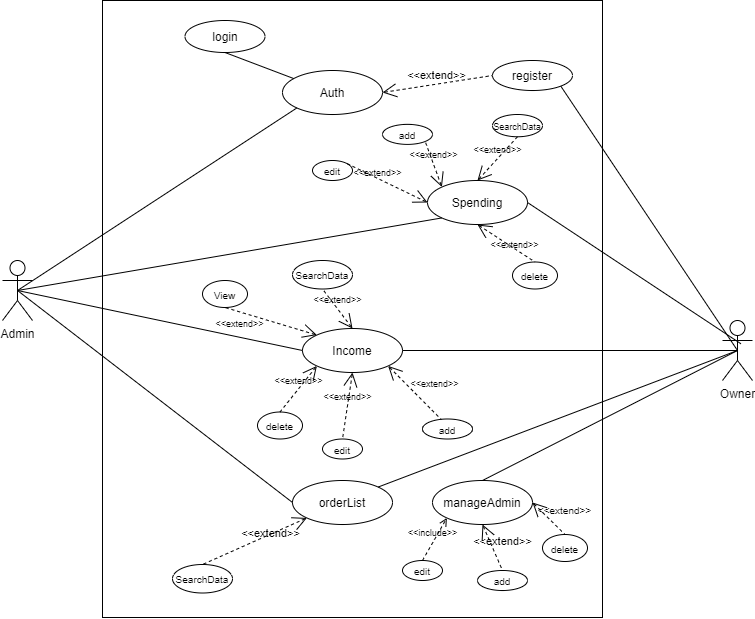 login
Auth
<<extend>>
register
add
SearchData
<<extend>>
<<extend>>
edit
<<extend>>
Spending
<<extend>>
delete
Admin
View
SearchData
<<extend>>
<<extend>>
Income
Owner
<<extend>>
<<extend>>
<<extend>>
delete
edit
add
orderList
manageAdmin
<<extend>>
<<include>>
<<extend>>
<<extend>>
SearchData
edit
add
delete